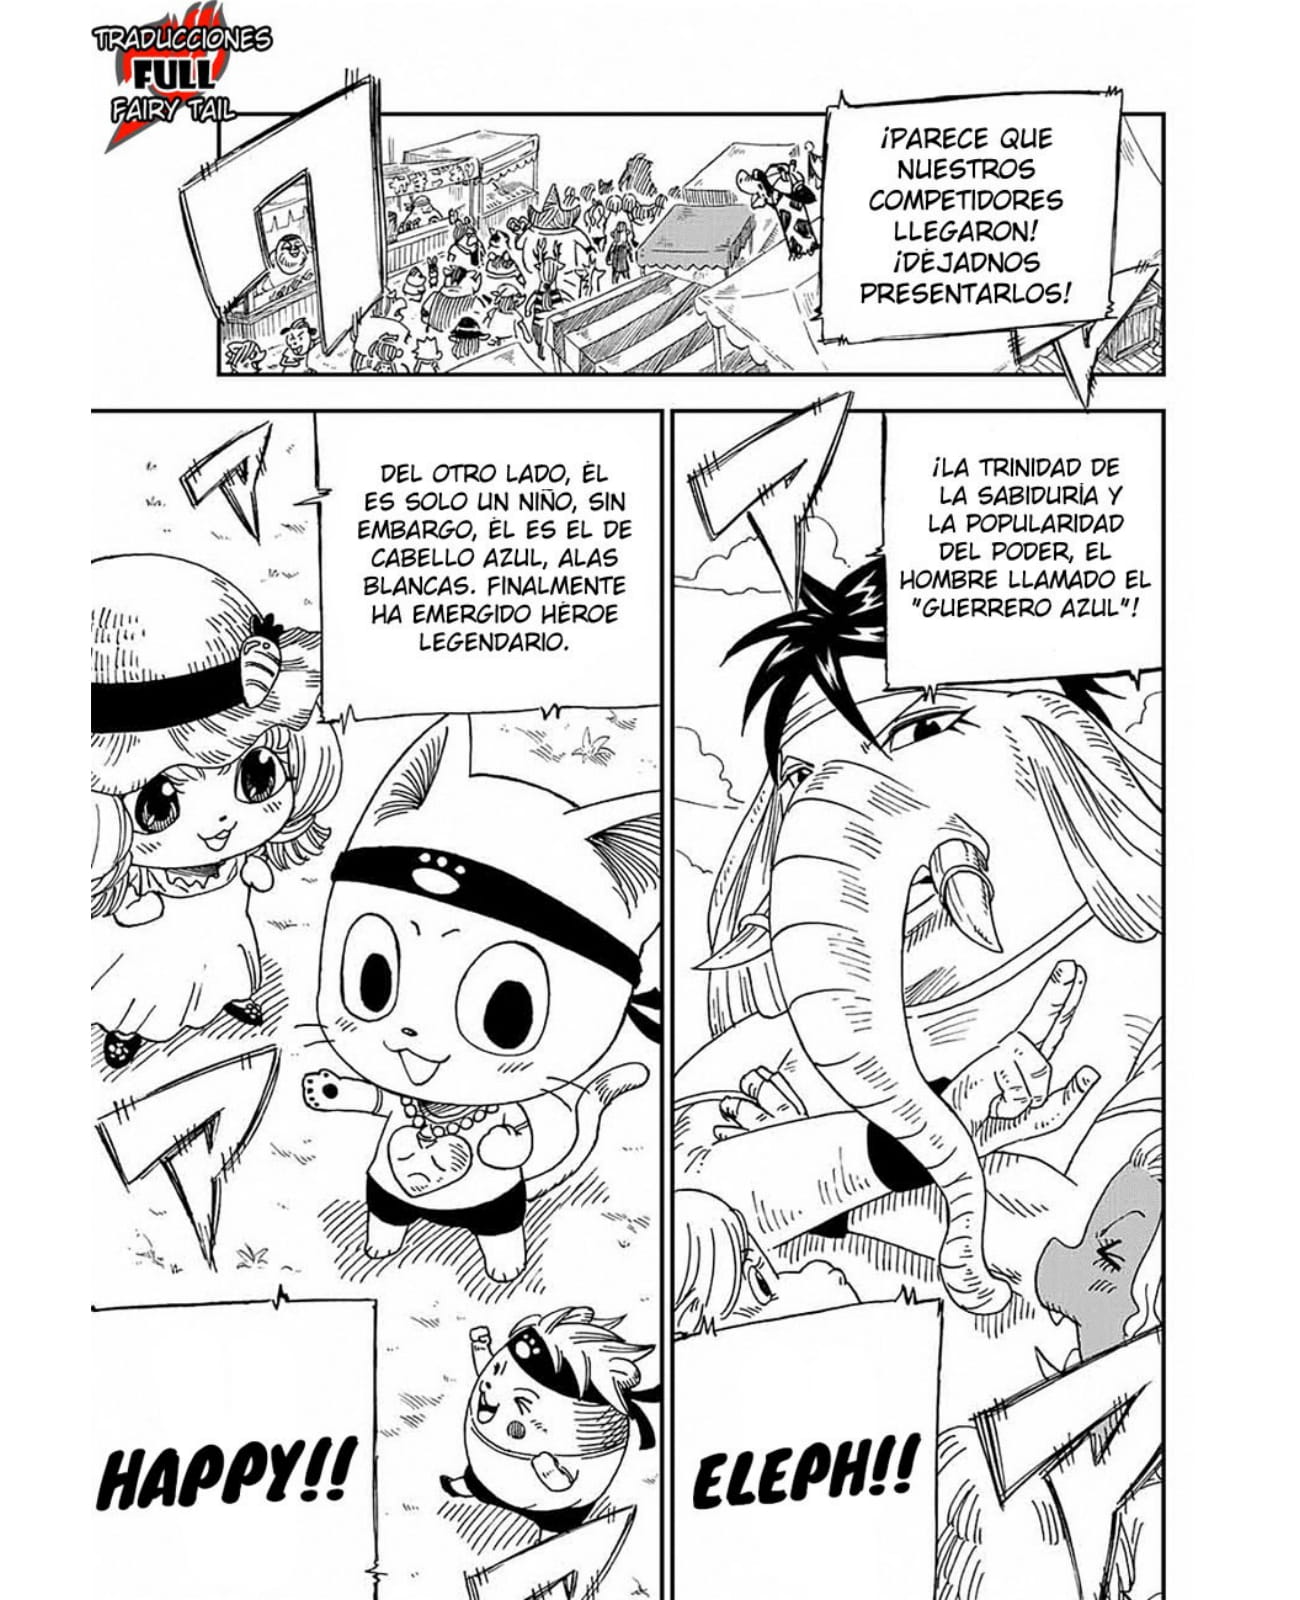 TRADUCCIONES
FULL
FAIRY TAIL
¡PARECE QUE
NUESTROS
COMPETIDORES
LLEGARON!
¡DÉJADNOS
PRESENTARLOS!
¡LA TRINIDAD DE
LA SABIDURÍA Y
LA POPULARIDAD
DEL PODER, EL
HOMBRE LLAMADO EL
"GUERRERO AZUL"!
ELEPH!!
DEL OTRO LADO, ÉL
ES SOLO UN NIÑO, SIN
EMBARGO, ÉL ES EL DE
CABELLO AZUL, ALAS
BLANCAS. FINALMENTE
HA EMERGIDO HÉROE
LEGENDARIO.
HAPPY!!